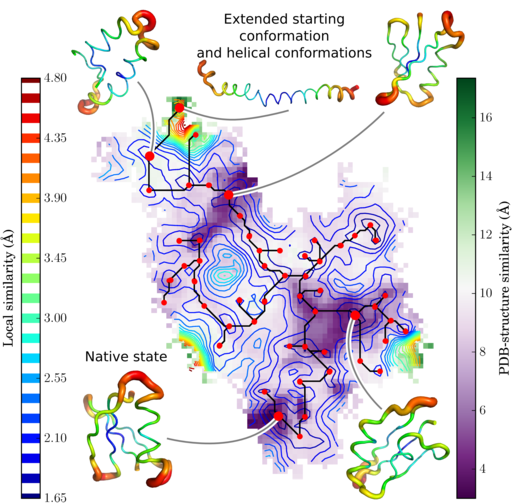 Extended starting
conformation
and helical conformations
4.80
4.35
3.90
3.45
3.00
2.55
2.10
1.65
Local similarity (Å)
Native state
16
14
12
10
8
6
4
PDB-structure similarity (Å)